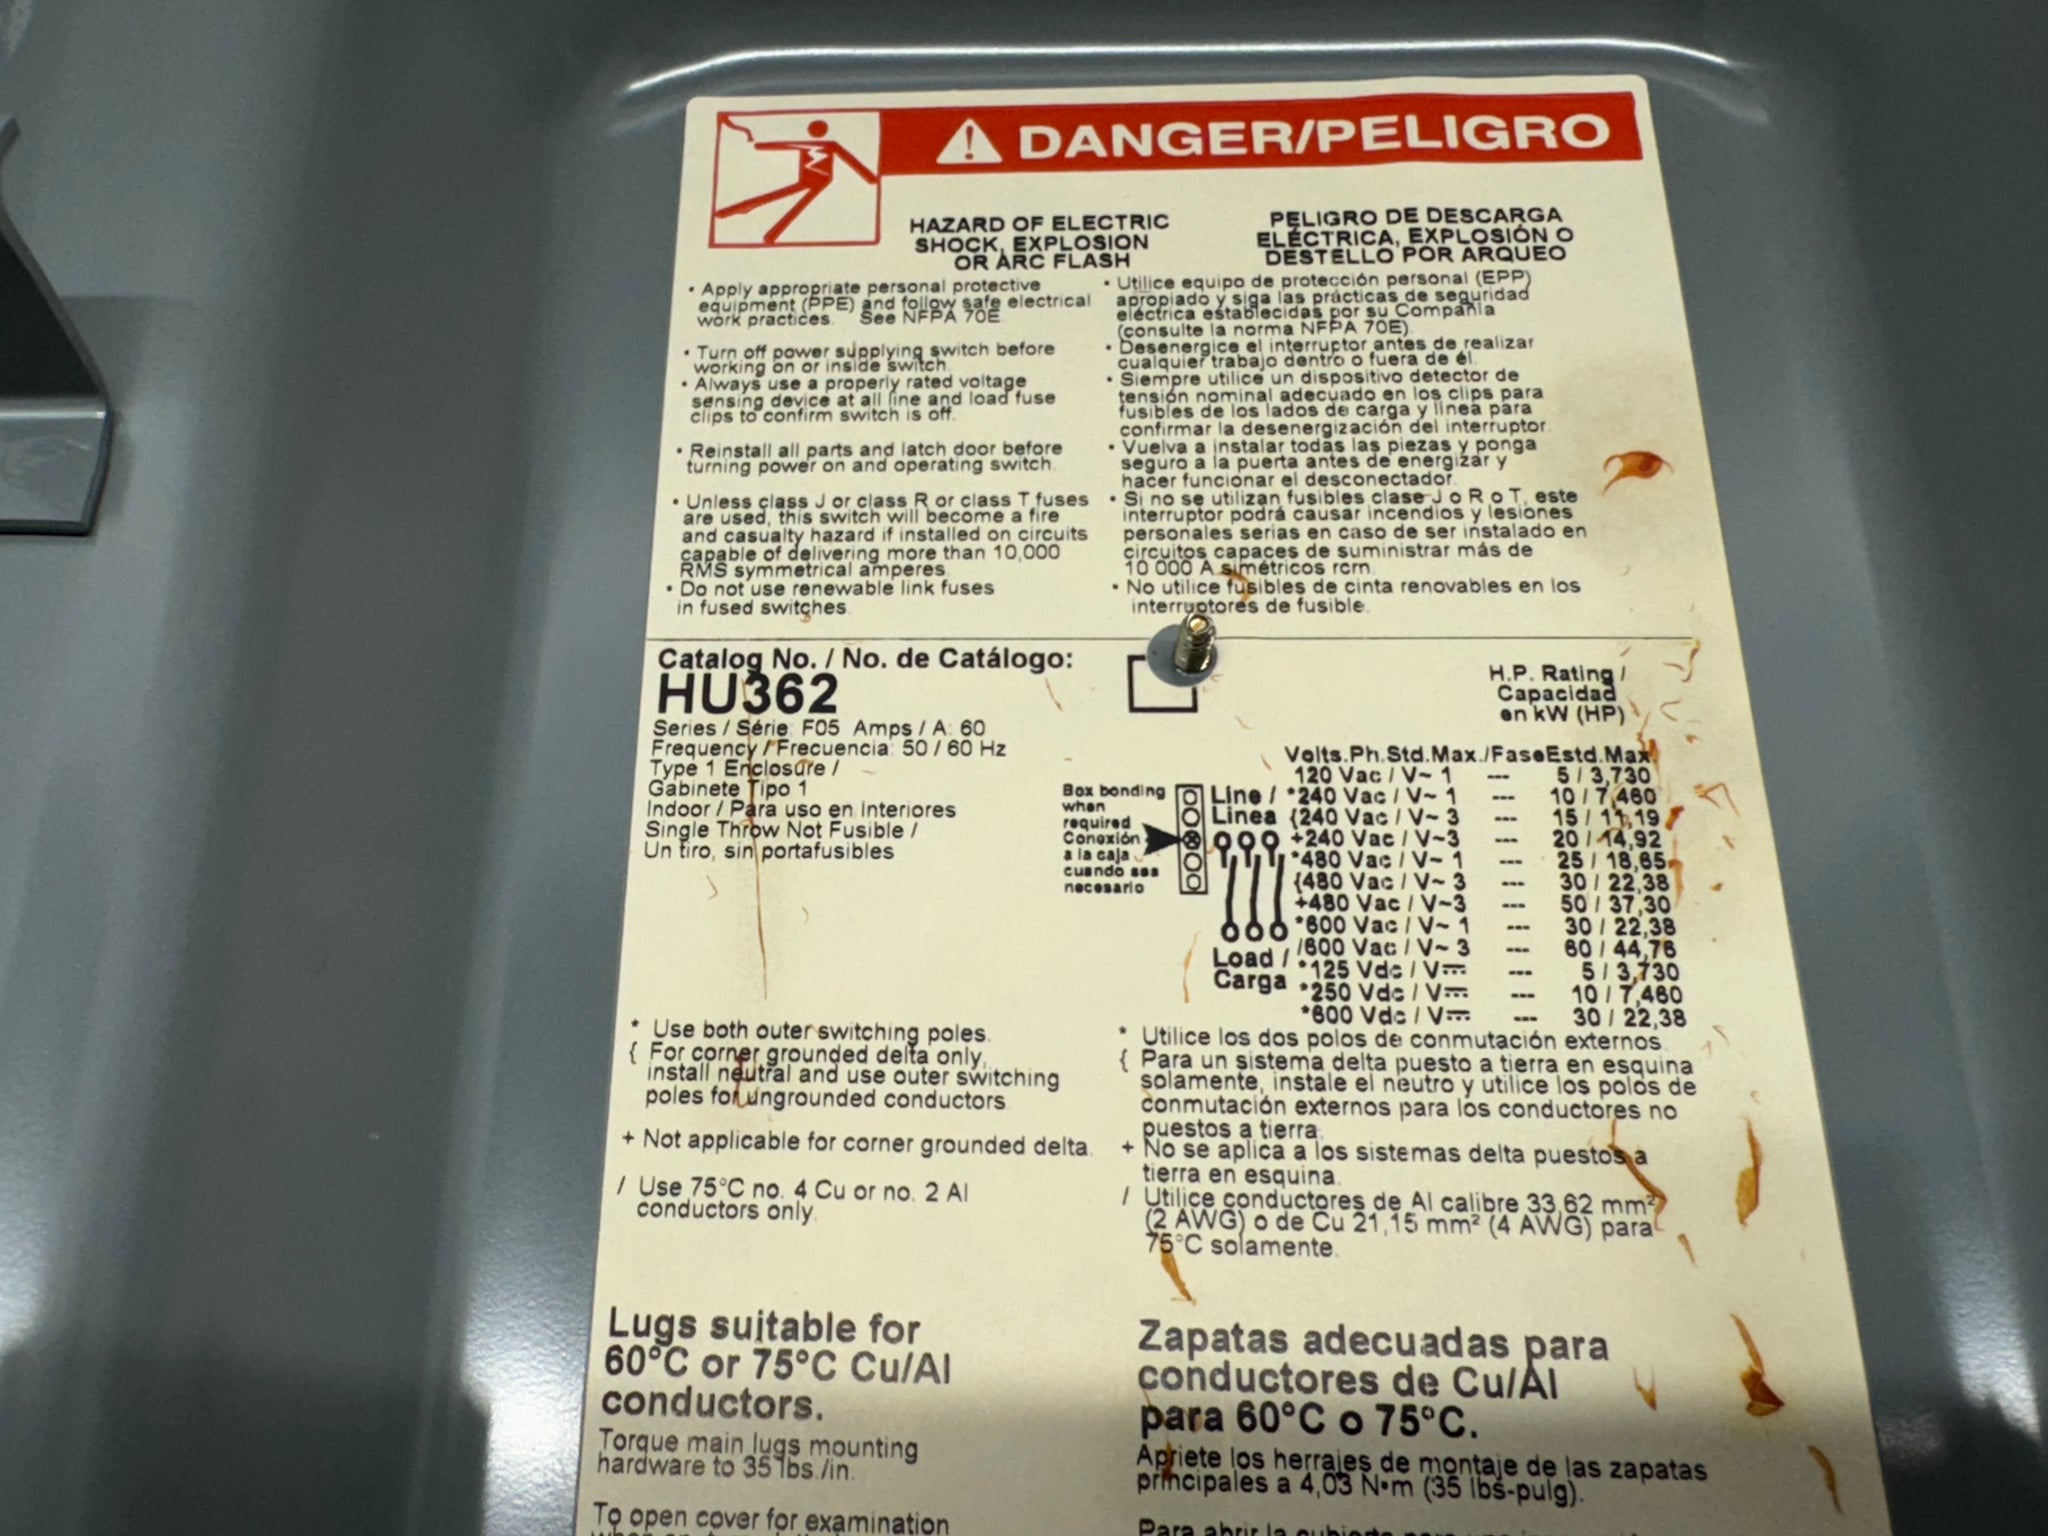 DANGER/PELIGRO
HAZARD OF ELECTRIC
SHOCK, EXPLOSION
OR ARC FLASH
• Apply appropriate personal protective
equipment (PPE) and follow safe electrical
work practices. See NFPA 70E.
• Turn off power supplying switch before
working on or inside switch.
• Always use a properly rated voltage
sensing device at all line and load fuse
clips to confirm switch is off.
• Reinstall all parts and latch door before
turning power on and operating switch.
• Unless class J or class R or class T fuses
are used, this switch will become a fire
and casualty hazard if installed on circuits
capable of delivering more than 10,000
RMS symmetrical amperes.
• Do not use renewable link fuses
in fused switches.
PELIGRO DE DESCARGA
ELÉCTRICA, EXPLOSIÓN O
DESTELLO POR ARQUEO
• Utilice equipo de protección personal (EPP)
apropiado y siga las prácticas de seguridad
eléctrica establecidas por su Compañía
(consulte la norma NFPA 70E).
• Desenergice el interruptor antes de realizar
cualquier trabajo dentro o fuera de él.
• Siempre utilice un dispositivo detector de
tensión nominal adecuado en los clips para
fusibles de los lados de carga y línea para
confirmar la desenergización del interruptor.
• Vuelva a instalar todas las piezas y ponga
seguro a la puerta antes de energizar y
hacer funcionar el desconectador.
• Si no se utilizan fusibles clase J o R o T, este
interruptor podrá causar incendios y lesiones
personales serias en caso de ser instalado en
circuitos capaces de suministrar más de
10 000 A simétricos rcm.
• No utilice fusibles de cinta renovables en los
interruptores de fusible.
Catalog No. / No. de Catálogo:
HU362
Series / Série: F05 Amps / A: 60
Frequency / Frecuencia: 50 / 60 Hz
Type 1 Enclosure /
Gabinete Tipo 1
Indoor / Para uso en Interiores
Single Throw Not Fusible /
Un tiro, sin portafusibles
Box bonding
when
required
Conexión
a la caja
cuando sea
necesario
Line /
Linea
Load /
Carga
H.P. Rating /
Capacidad
en kW (HP)
Volts.Ph.Std.Max./FaseEstd.Max
120 Vac / V~ 1 --- 5 / 3,730
*240 Vac / V~ 1 --- 10 / 7,460
{240 Vac / V~ 3 --- 15 / 11,19
+240 Vac / V~3 --- 20 / 14,92
*480 Vac / V~ 1 --- 25 / 18,65
{480 Vac / V~ 3 --- 30 / 22,38
+480 Vac / V~3 --- 50 / 37,30
*600 Vac / V~ 1 --- 30 / 22,38
/600 Vac / V~ 3 --- 60 / 44,76
*125 Vdc / V⎓ --- 5 / 3,730
*250 Vdc / V⎓ --- 10 / 7,460
*600 Vdc / V⎓ --- 30 / 22,38
* Use both outer switching poles.
{ For corner grounded delta only,
install neutral and use outer switching
poles for ungrounded conductors.
+ Not applicable for corner grounded delta.
/ Use 75°C no. 4 Cu or no. 2 Al
conductors only.
* Utilice los dos polos de conmutación externos.
{ Para un sistema delta puesto a tierra en esquina
solamente, instale el neutro y utilice los polos de
conmutación externos para los conductores no
puestos a tierra.
+ No se aplica a los sistemas delta puestos a
tierra en esquina.
/ Utilice conductores de Al calibre 33,62 mm²
(2 AWG) o de Cu 21,15 mm² (4 AWG) para
75°C solamente.
Lugs suitable for
60°C or 75°C Cu/Al
conductors.
Torque main lugs mounting
hardware to 35 lbs./in.
To open cover for examination
Zapatas adecuadas para
conductores de Cu/Al
para 60°C o 75°C.
Apriete los herrajes de montaje de las zapatas
principales a 4,03 N•m (35 lbs-pulg).
Para abrir la cubierta